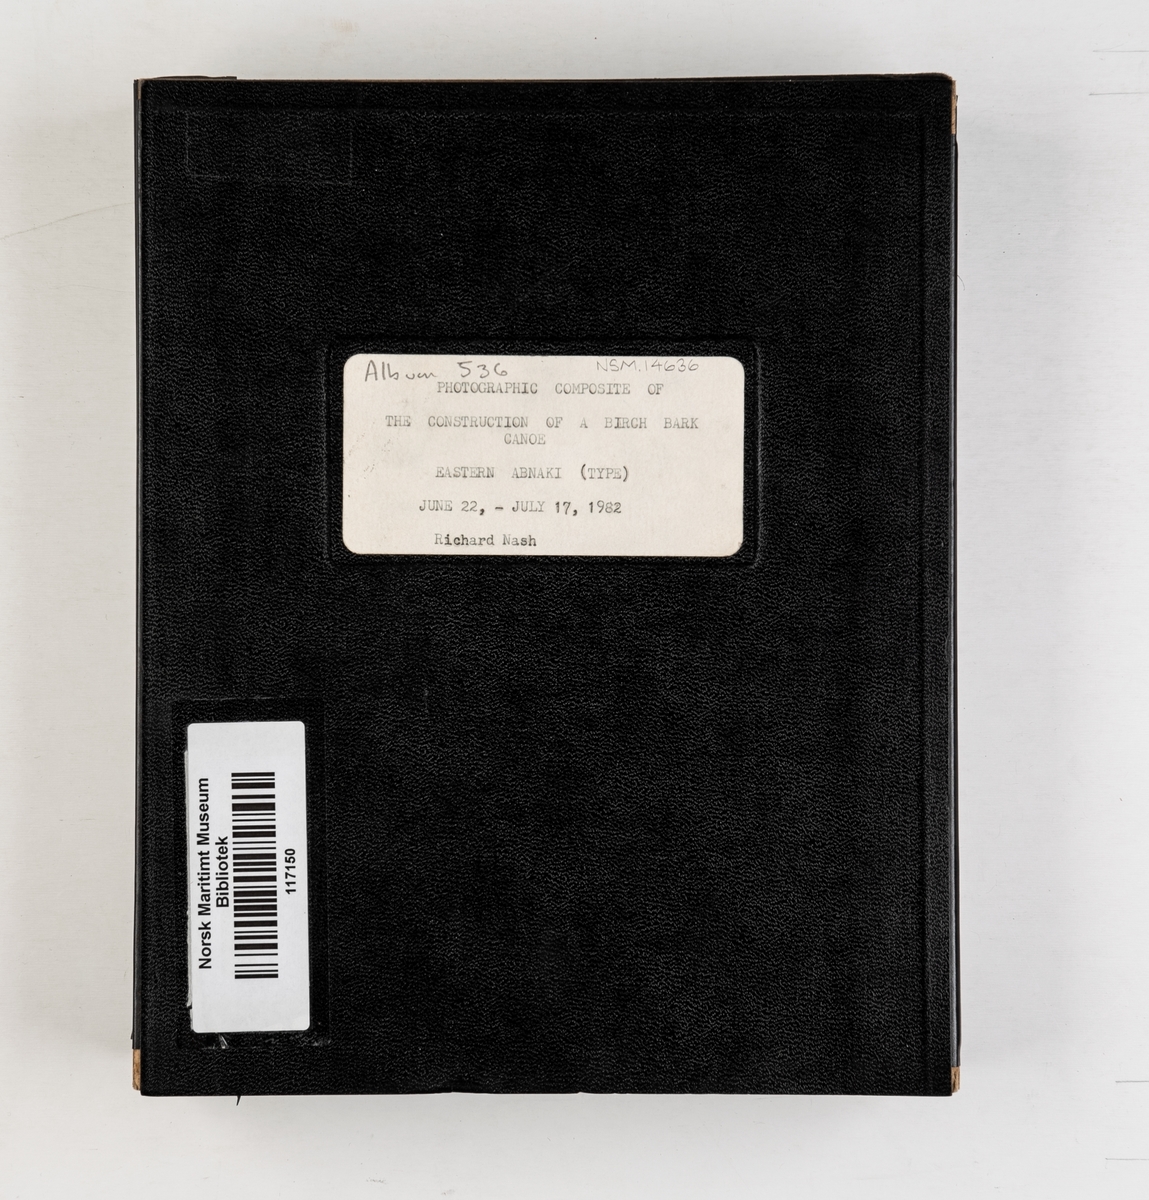 Album 536 NSM.14636
PHOTOGRAPHIC COMPOSITE OF
THE CONSTRUCTION OF A BIRCH BARK
CANOE
EASTERN ABNAKI (TYPE)
JUNE 22, - JULY 17, 1982
Richard Nash
Norsk Maritimt Museum
Bibliotek
117150